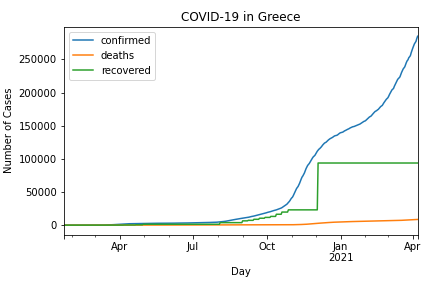 COVID-19 in Greece
confirmed
deaths
recovered
Number of Cases
250000
200000
150000
100000
50000
0
Apr Jul Oct Jan Apr
2021
Day